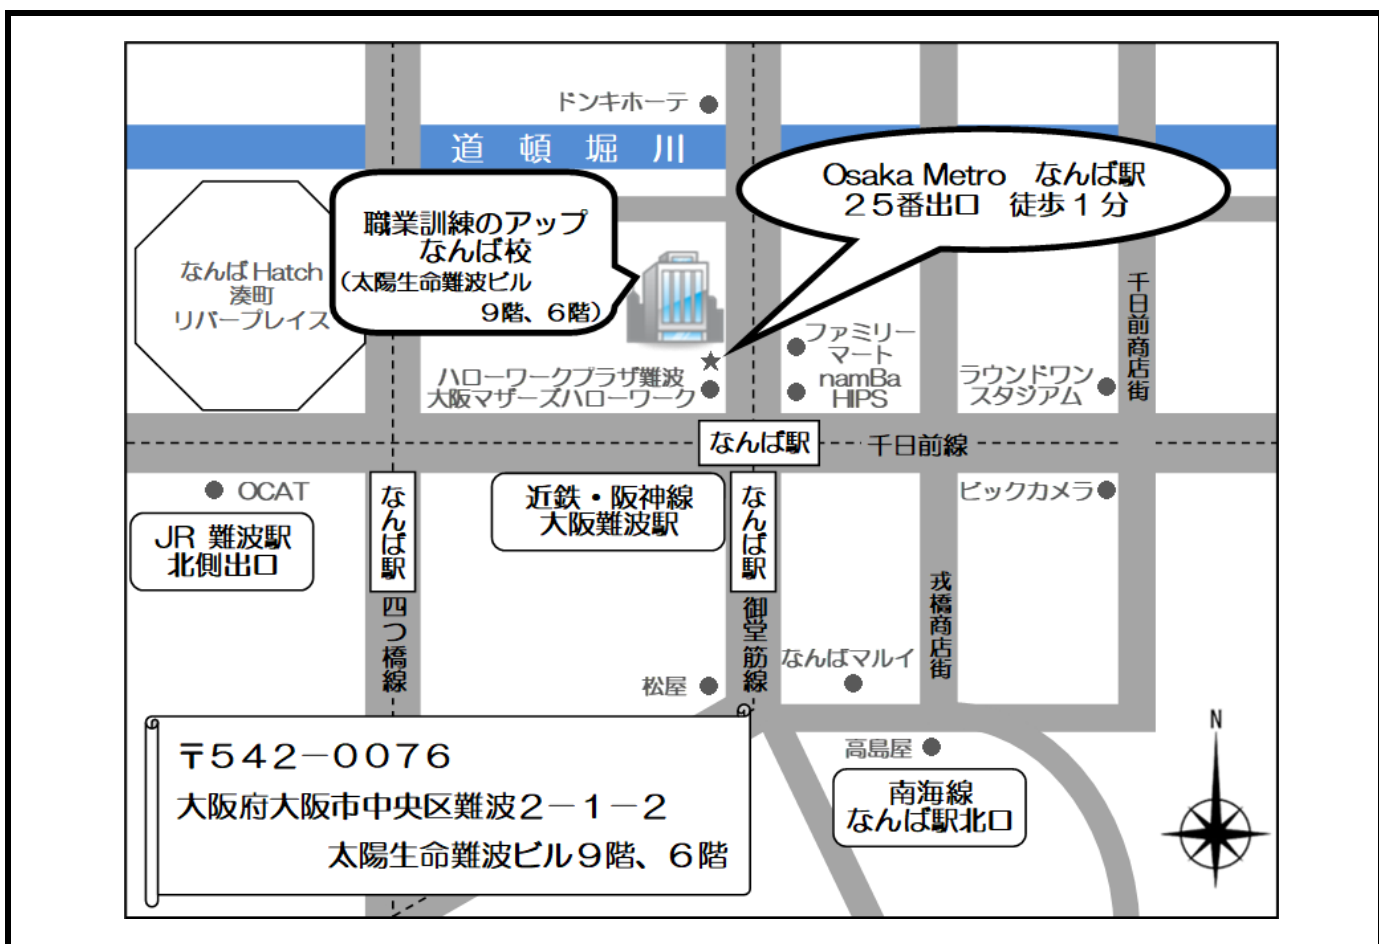 ドンキホーテ
道頓堀川
Osaka Metro なんば駅
２５番出口 徒歩１分
職業訓練のアップ
なんば校
（太陽生命難波ビル
９階、６階）
なんば Hatch
湊町
リバープレイス
千日前商店街
ファミリー
マート
namBa
HIPS
ラウンドワン
スタジアム
ハローワークプラザ難波
大阪マザーズハローワーク
なんば駅
千日前線
OCAT
JR 難波駅
北側出口
なんば駅
四つ橋線
近鉄・阪神線
大阪難波駅
なんば駅
御堂筋線
ビックカメラ
戎橋商店街
なんばマルイ
松屋
高島屋
南海線
なんば駅北口
N
〒５４２－００７６
大阪府大阪市中央区難波２－１－２
太陽生命難波ビル９階、６階